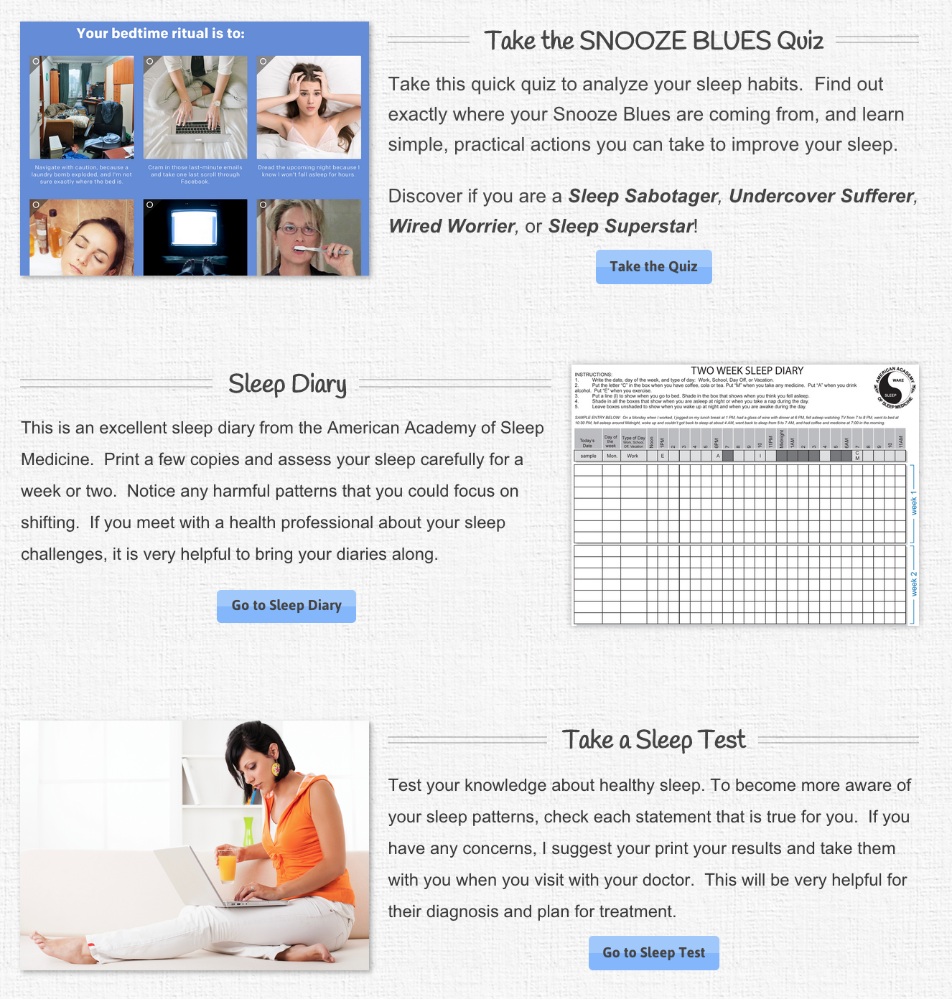 Your bedtime ritual is to:
Navigate with caution, because a
laundry bomb exploded, and I'm not
sure exactly where the bed is.
Cram in those last-minute emails
and take one last scroll through
Facebook.
Dread the upcoming night because I
know I won't fall asleep for hours.
Take the SNOOZE BLUES Quiz
Take this quick quiz to analyze your sleep habits.  Find out
exactly where your Snooze Blues are coming from, and learn
simple, practical actions you can take to improve your sleep.
Discover if you are a Sleep Sabotager, Undercover Sufferer,
Wired Worrier, or Sleep Superstar!
Take the Quiz
Sleep Diary
This is an excellent sleep diary from the American Academy of Sleep
Medicine.  Print a few copies and assess your sleep carefully for a
week or two.  Notice any harmful patterns that you could focus on
shifting.  If you meet with a health professional about your sleep
challenges, it is very helpful to bring your diaries along.
Go to Sleep Diary
TWO WEEK SLEEP DIARY
INSTRUCTIONS:
1. Write the date, day of the week, and type of day: Work, School, Day Off, or Vacation.
2. Put the letter "C" in the box when you have coffee, cola or tea. Put "M" when you take any medicine. Put "A" when you drink
alcohol. Put "E" when you exercise.
3. Put a line (l) to show when you go to bed. Shade in the box that shows when you think you fell asleep.
4. Shade in all the boxes that show when you are asleep at night or when you take a nap during the day.
5. Leave boxes unshaded to show when you wake up at night and when you are awake during the day.
AMERICAN ACADEMY
WAKE
SLEEP
OF SLEEP MEDICINE
SAMPLE ENTRY BELOW: On a Monday when I worked, I jogged on my lunch break at 1 PM, had a glass of wine with dinner at 6 PM, fell asleep watching TV from 7 to 8 PM, went to bed at
10:30 PM, fell asleep around Midnight, woke up and couldn't got back to sleep at about 4 AM, went back to sleep from 5 to 7 AM, and had coffee and medicine at 7:00 in the morning.
Today's Date
Day of the week
Type of Day Work, School, Off, Vacation
Noon 1PM 2 3 4 5 6PM 7 8 9 10 11PM Midnight 1AM 2 3 4 5 6AM 7 8 9 10 11AM
sample Mon. Work E A I C M
week 1
week 2
Take a Sleep Test
Test your knowledge about healthy sleep. To become more aware of
your sleep patterns, check each statement that is true for you.  If you
have any concerns, I suggest your print your results and take them
with you when you visit with your doctor.  This will be very helpful for
their diagnosis and plan for treatment.
Go to Sleep Test